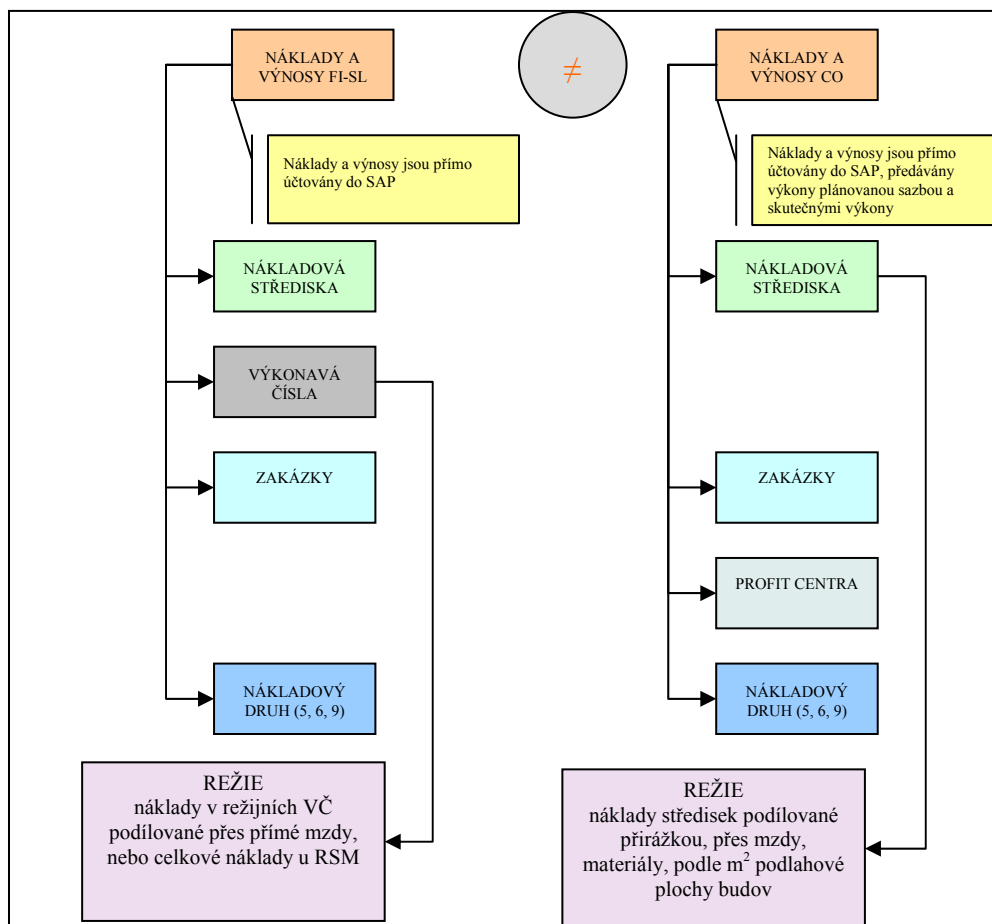 NÁKLADY A
VÝNOSY FI-SL
≠
NÁKLADY A
VÝNOSY CO
Náklady a výnosy jsou přímo
účtovány do SAP
Náklady a výnosy jsou přímo
účtovány do SAP, předávány
výkony plánovanou sazbou a
skutečnými výkony
NÁKLADOVÁ
STŘEDISKA
NÁKLADOVÁ
STŘEDISKA
VÝKONAVÁ
ČÍSLA
ZAKÁZKY
ZAKÁZKY
PROFIT CENTRA
NÁKLADOVÝ
DRUH (5, 6, 9)
NÁKLADOVÝ
DRUH (5, 6, 9)
REŽIE
náklady v režijních VČ
podílované přes přímé mzdy,
nebo celkové náklady u RSM
REŽIE
náklady středisek podílované
přirážkou, přes mzdy,
materiály, podle m² podlahové
plochy budov